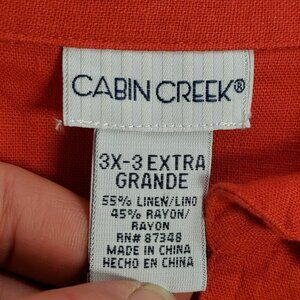 CABIN CREEK®
3X-3 EXTRA
GRANDE
55% LINEN/LINO
45% RAYON/
RAYON
RN# 87348
MADE IN CHINA
HECHO EN CHINA